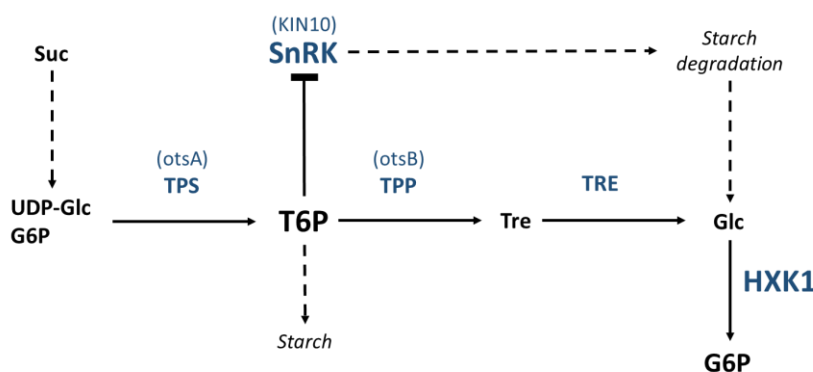 (KIN10)
SnRK
Suc
Starch
degradation
(otsA)
TPS
(otsB)
TPP
TRE
UDP-Glc
G6P
T6P
Tre
Glc
HXK1
Starch
G6P